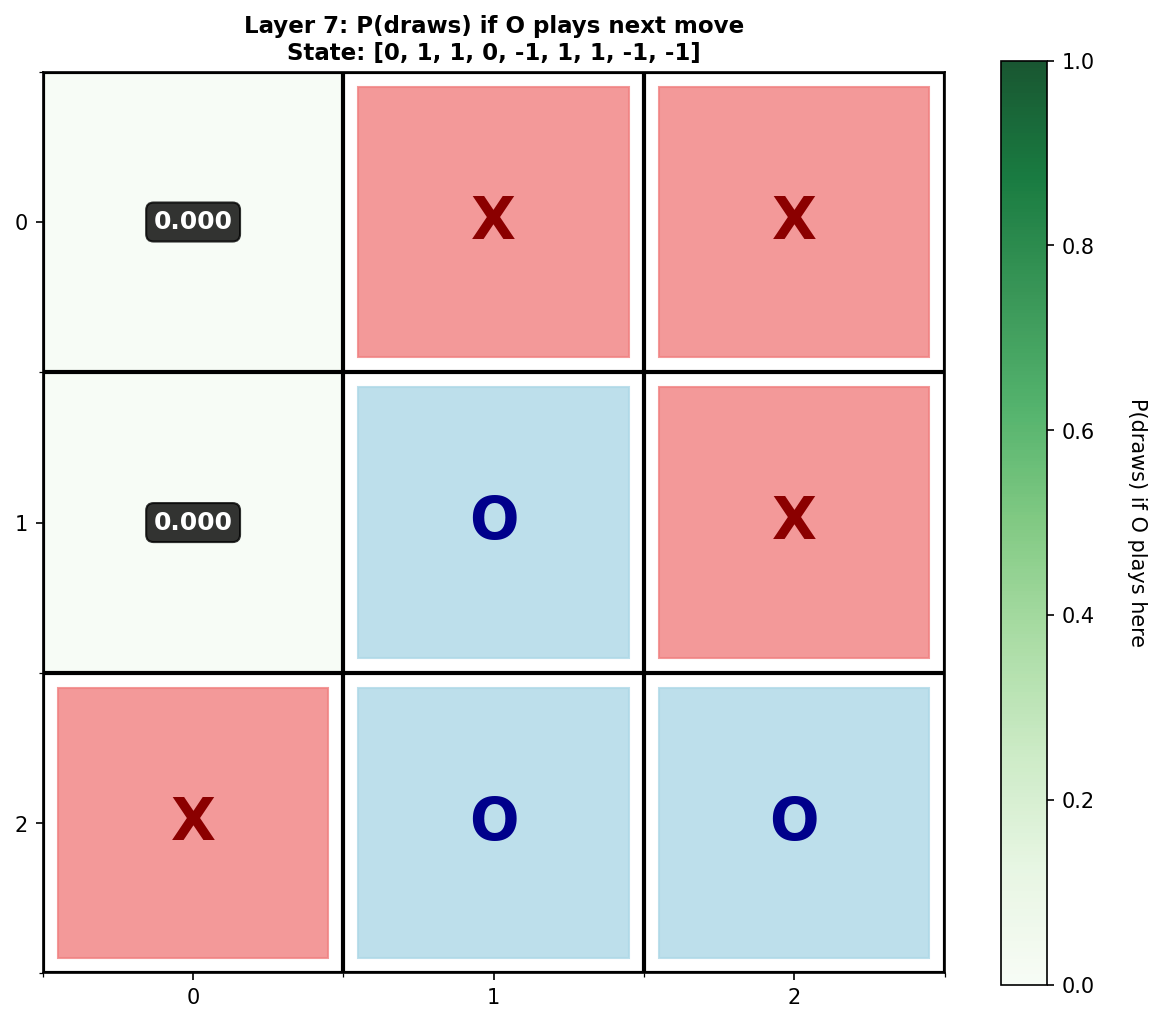 Layer 7: P(draws) if O plays next move
State: [0, 1, 1, 0, -1, 1, 1, -1, -1]
0
0.000
X
X
1
0.000
O
X
2
X
O
O
0
1
2
1.0
0.8
0.6
0.4
0.2
0.0
P(draws) if O plays here